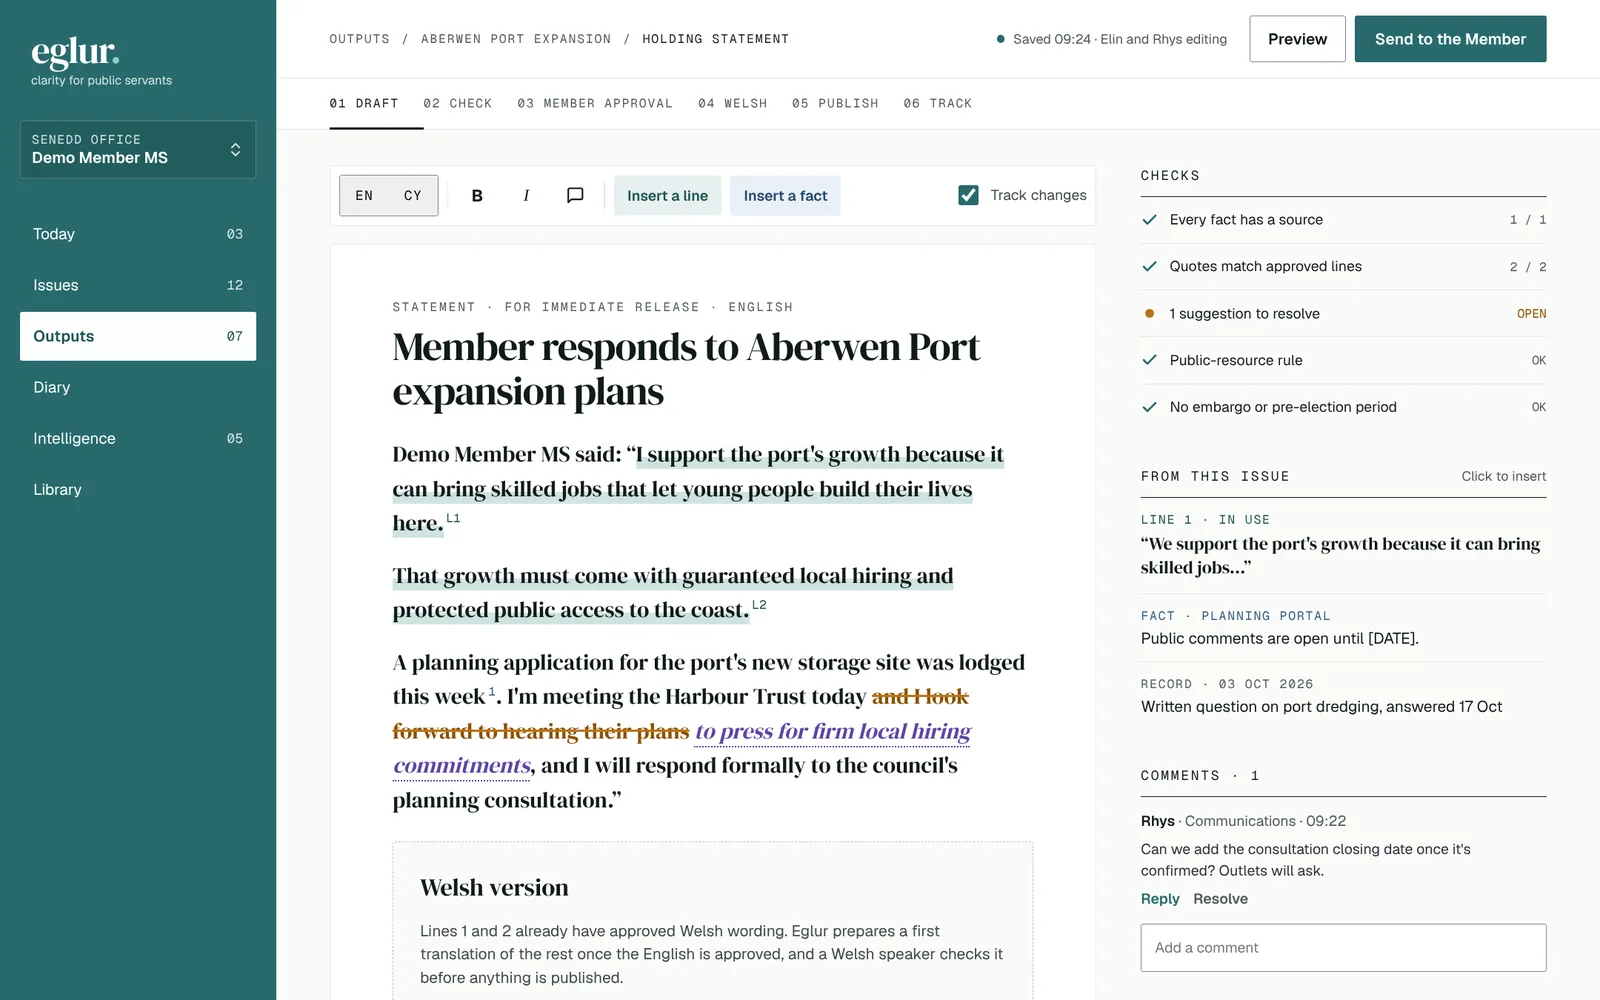 eglur.
clarity for public servants
SENEDD OFFICE
Demo Member MS
Today 03
Issues 12
Outputs 07
Diary
Intelligence 05
Library
OUTPUTS / ABERWEN PORT EXPANSION / HOLDING STATEMENT
Saved 09:24 · Elin and Rhys editing
Preview
Send to the Member
01 DRAFT 02 CHECK 03 MEMBER APPROVAL 04 WELSH 05 PUBLISH 06 TRACK
EN CY B I Insert a line Insert a fact Track changes
STATEMENT · FOR IMMEDIATE RELEASE · ENGLISH
Member responds to Aberwen Port
expansion plans
Demo Member MS said: “I support the port's growth because it
can bring skilled jobs that let young people build their lives
here. L1
That growth must come with guaranteed local hiring and
protected public access to the coast. L2
A planning application for the port's new storage site was lodged
this week 1. I'm meeting the Harbour Trust today and I look
forward to hearing their plans to press for firm local hiring
commitments, and I will respond formally to the council's
planning consultation.”
Welsh version
Lines 1 and 2 already have approved Welsh wording. Eglur prepares a first
translation of the rest once the English is approved, and a Welsh speaker checks it
before anything is published.
CHECKS
Every fact has a source 1 / 1
Quotes match approved lines 2 / 2
1 suggestion to resolve OPEN
Public-resource rule OK
No embargo or pre-election period OK
FROM THIS ISSUE Click to insert
LINE 1 · IN USE
“We support the port's growth because it can bring
skilled jobs…”
FACT · PLANNING PORTAL
Public comments are open until [DATE].
RECORD · 03 OCT 2026
Written question on port dredging, answered 17 Oct
COMMENTS · 1
Rhys · Communications · 09:22
Can we add the consultation closing date once it's
confirmed? Outlets will ask.
Reply Resolve
Add a comment